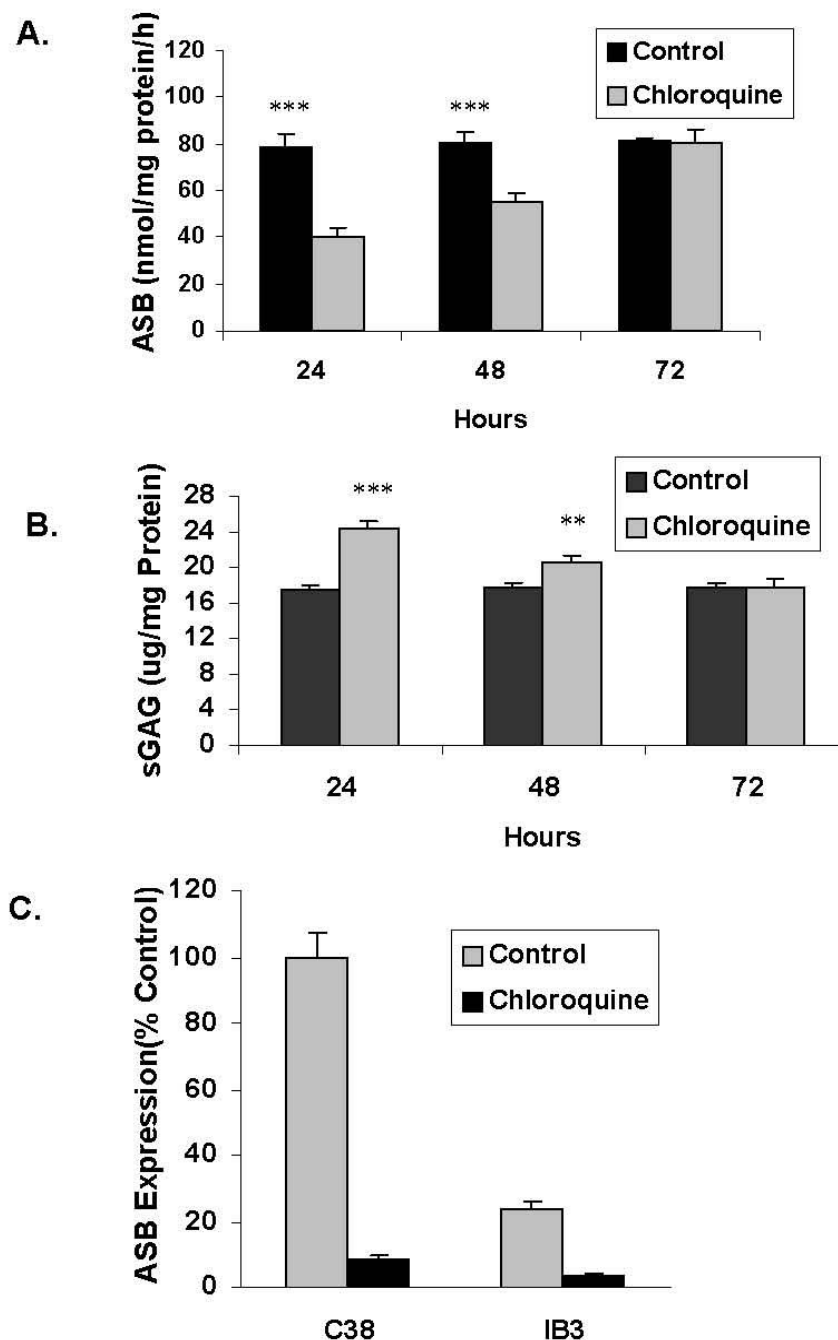 A.
ASB (nmol/mg protein/h)
120
100
80
60
40
20
0
Control
Chloroquine
***
***
24
48
72
Hours
B.
sGAG (ug/mg Protein)
28
24
20
16
12
8
4
0
Control
Chloroquine
***
**
24
48
72
Hours
C.
ASB Expression(% Control)
120
100
80
60
40
20
0
Control
Chloroquine
C38
IB3